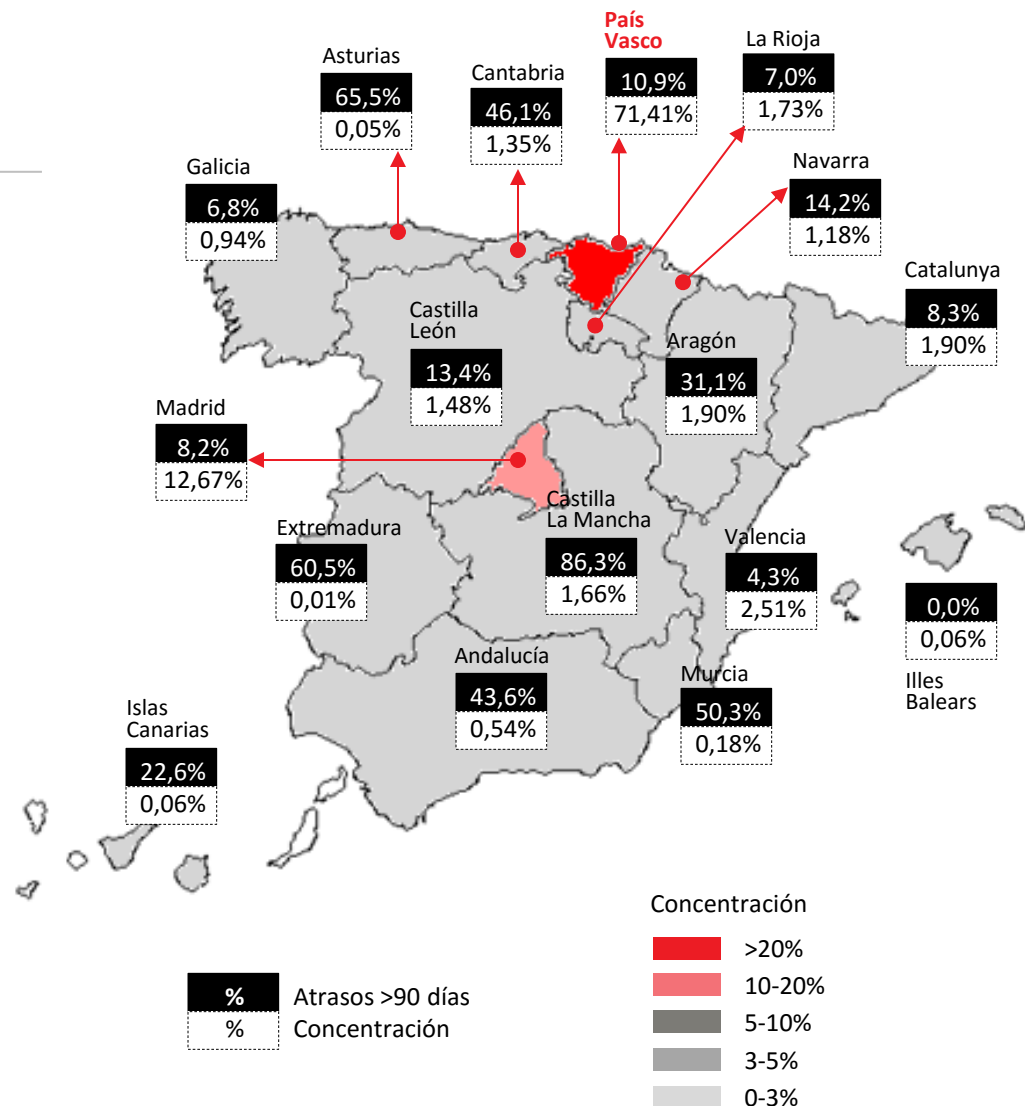 País
Vasco
10,9%
71,41%
La Rioja
7,0%
1,73%
Asturias
65,5%
0,05%
Cantabria
46,1%
1,35%
Navarra
14,2%
1,18%
Galicia
6,8%
0,94%
Catalunya
8,3%
1,90%
Castilla
León
13,4%
1,48%
Aragón
31,1%
1,90%
Madrid
8,2%
12,67%
Castilla
La Mancha
86,3%
1,66%
Extremadura
60,5%
0,01%
Valencia
4,3%
2,51%
0,0%
0,06%
Illes
Balears
Andalucía
43,6%
0,54%
Murcia
50,3%
0,18%
Islas
Canarias
22,6%
0,06%
Concentración
>20%
10-20%
5-10%
3-5%
0-3%
% Atrasos >90 días
% Concentración